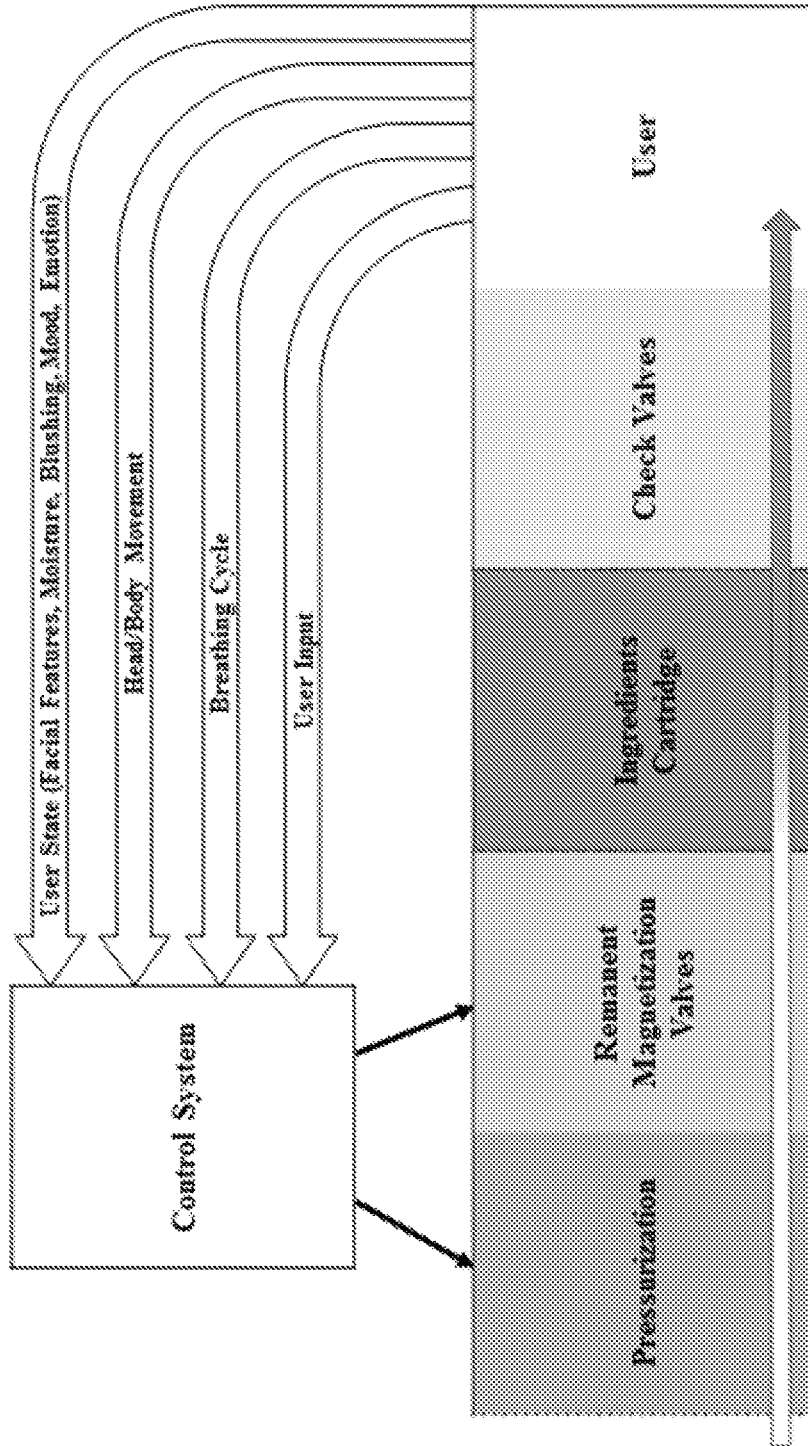 User State (Facial Features, Moisture, Blushing, Mood, Emotion)
Head/Body Movement
Breathing Cycle
User Input
Control System
Pressurization
Remanent
Magnetization
Valves
Ingredients
Cartridge
Check Valves
User